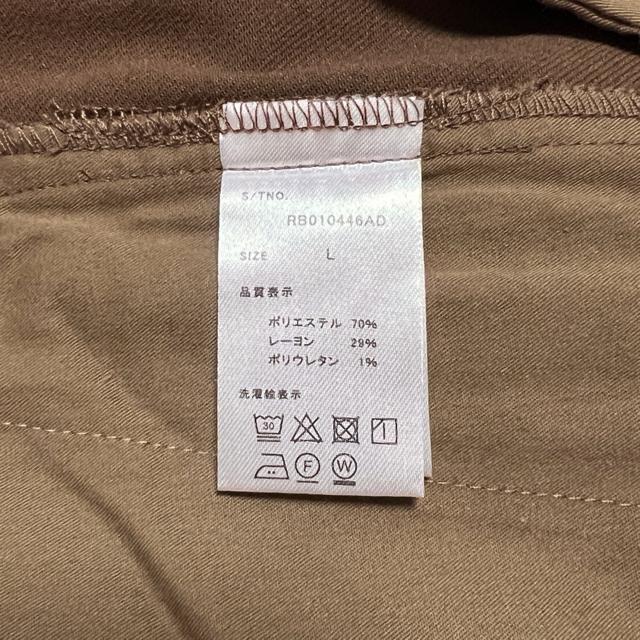 S/TNO.
RB010446AD
SIZE L
品質表示
ポリエステル 70%
レーヨン 29%
ポリウレタン 1%
洗濯絵表示
30
F W